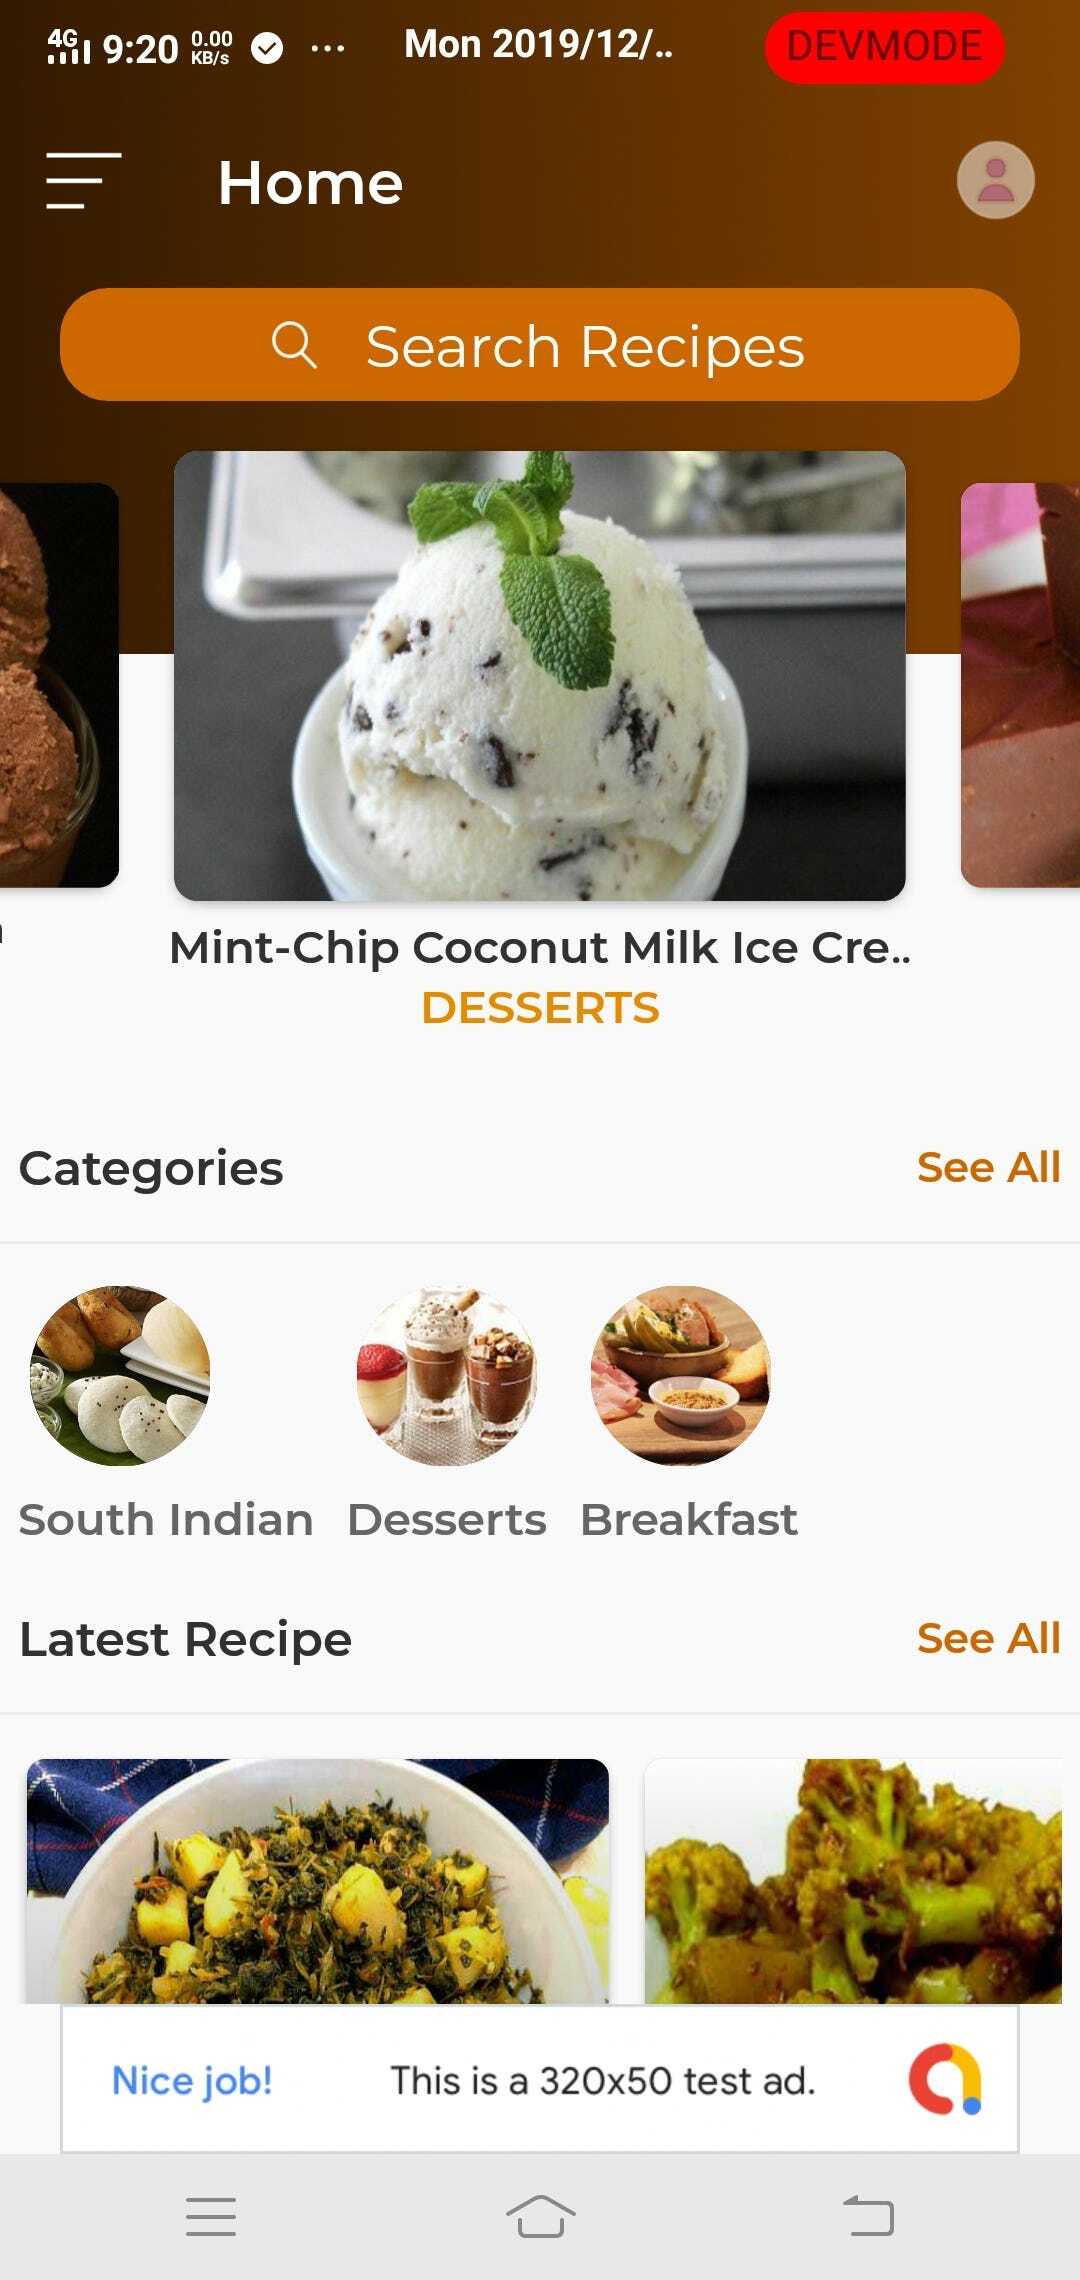 4G 9:20 0.00 KB/s ... Mon 2019/12/.. DEVMODE
Home
Search Recipes
Mint-Chip Coconut Milk Ice Cre..
DESSERTS
Categories See All
South Indian Desserts Breakfast
Latest Recipe See All
Nice job! This is a 320x50 test ad.